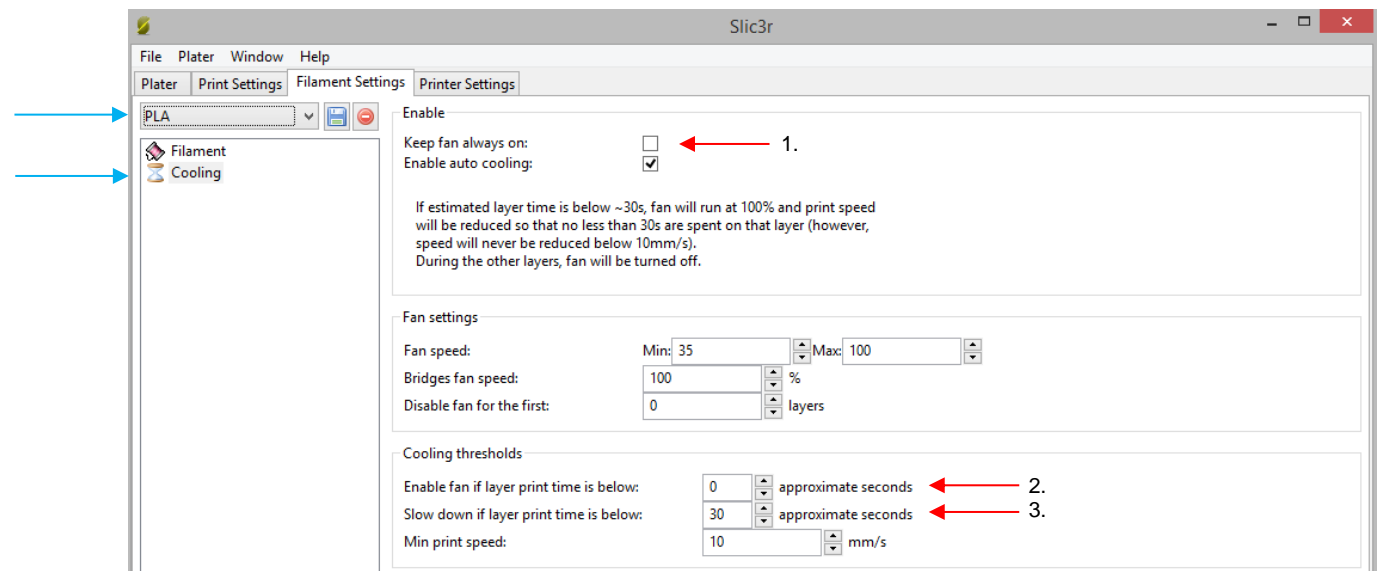 Slic3r
File Plater Window Help
Plater Print Settings Filament Settings Printer Settings
PLA
Filament
Cooling
Enable
Keep fan always on: 1.
Enable auto cooling:
If estimated layer time is below ~30s, fan will run at 100% and print speed
will be reduced so that no less than 30s are spent on that layer (however,
speed will never be reduced below 10mm/s).
During the other layers, fan will be turned off.
Fan settings
Fan speed: Min: 35 Max: 100
Bridges fan speed: 100 %
Disable fan for the first: 0 layers
Cooling thresholds
Enable fan if layer print time is below: 0 approximate seconds 2.
Slow down if layer print time is below: 30 approximate seconds 3.
Min print speed: 10 mm/s